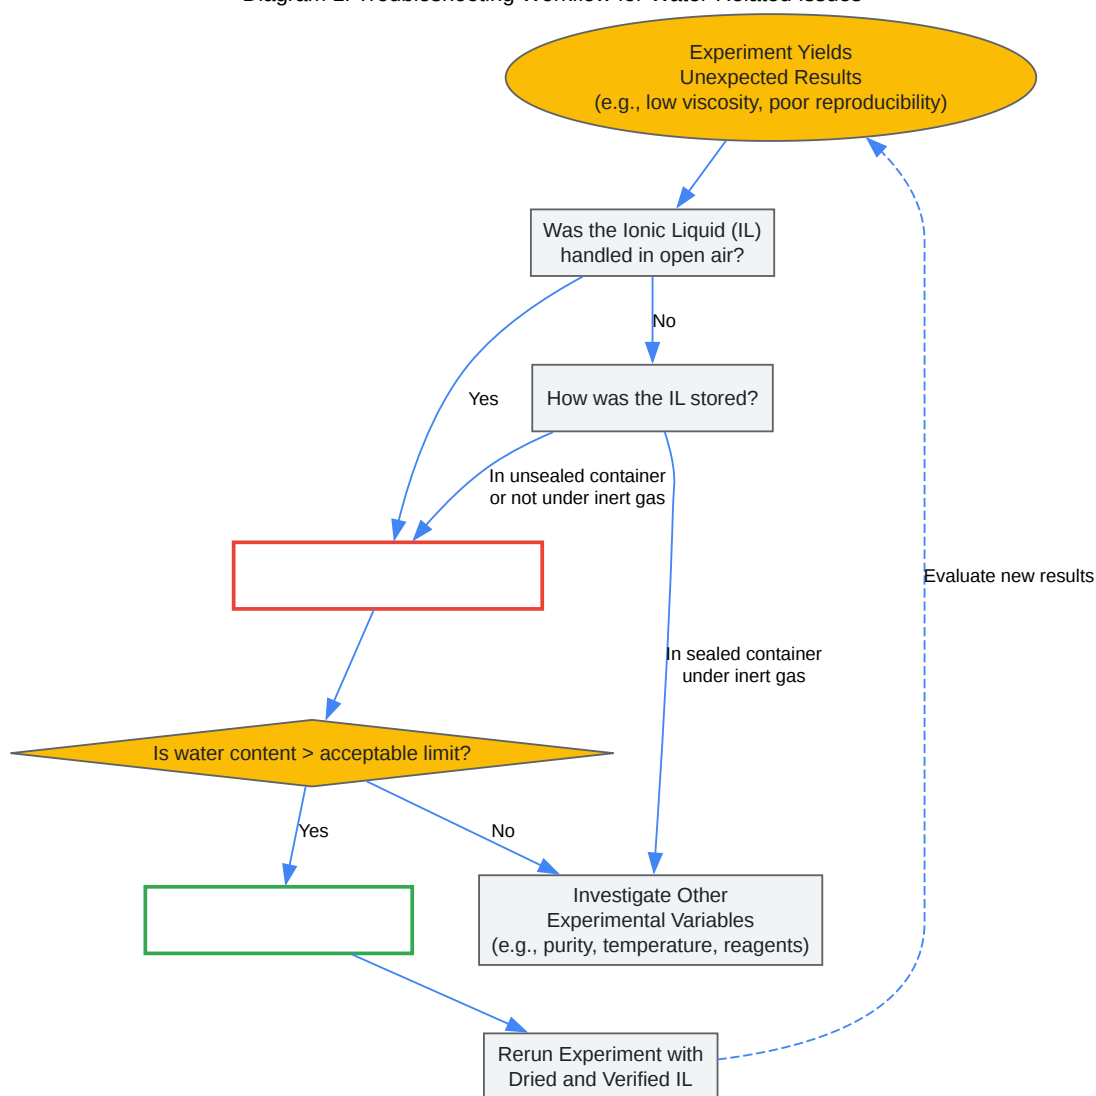 Experiment Yields
Unexpected Results
(e.g., low viscosity, poor reproducibility)
Was the Ionic Liquid (IL)
handled in open air?
No
Yes
How was the IL stored?
In unsealed container
or not under inert gas
Evaluate new results
In sealed container
under inert gas
Is water content > acceptable limit?
Yes
No
Investigate Other
Experimental Variables
(e.g., purity, temperature, reagents)
Rerun Experiment with
Dried and Verified IL